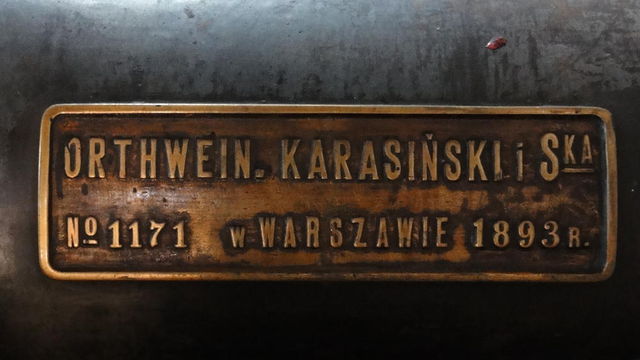 ORTHWEIN. KARASIŃSKI i SKA
No 1171 w WARSZAWIE 1893 R.